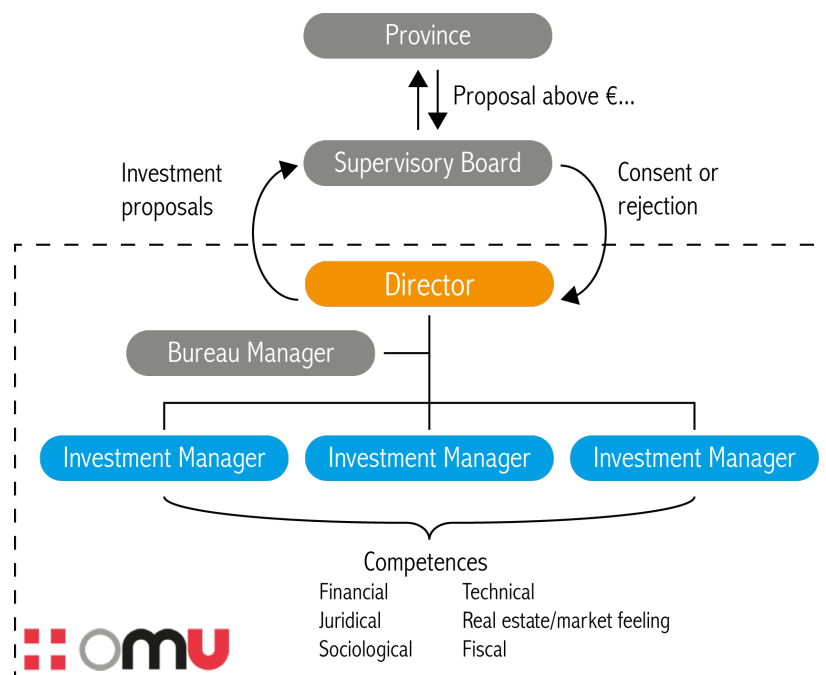 Province
Proposal above €...
Supervisory Board
Investment
proposals
Consent or
rejection
Director
Bureau Manager
Investment Manager
Investment Manager
Investment Manager
Competences
Financial
Technical
Juridical
Real estate/market feeling
Sociological
Fiscal
omu